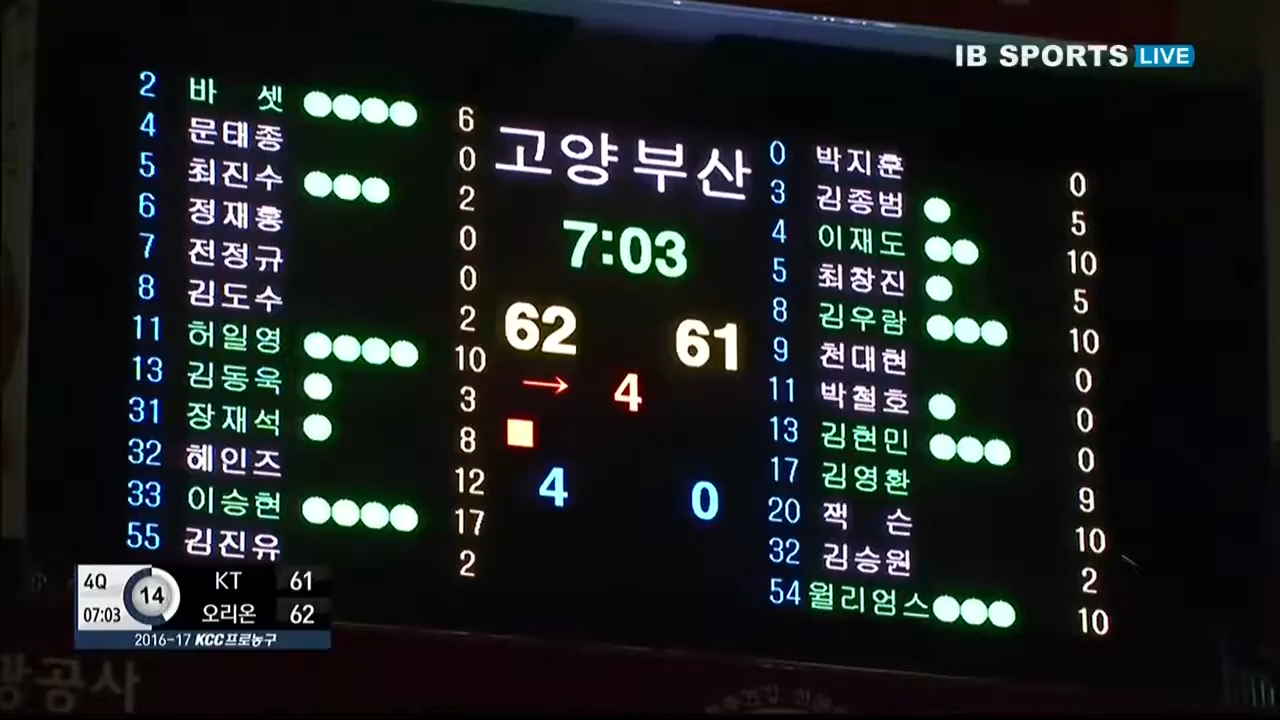 IB SPORTS LIVE
고양 부산
7:03
62 61
→ 4
4 0
2 바 셋 6
4 문태종 0
5 최진수 2
6 정재홍 0
7 전정규 0
8 김도수 2
11 허일영 10
13 김동욱 3
31 장재석 8
32 헤인즈 12
33 이승현 17
55 김진유 2
0 박지훈 0
3 김종범 5
4 이재도 10
5 최창진 5
8 김우람 10
9 천대현 0
11 박철호 0
13 김현민 0
17 김영환 9
20 잭 슨 10
32 김승원 2
54 윌리엄스 10
4Q 14 KT 61
07:03 오리온 62
2016-17 KCC프로농구
광공사